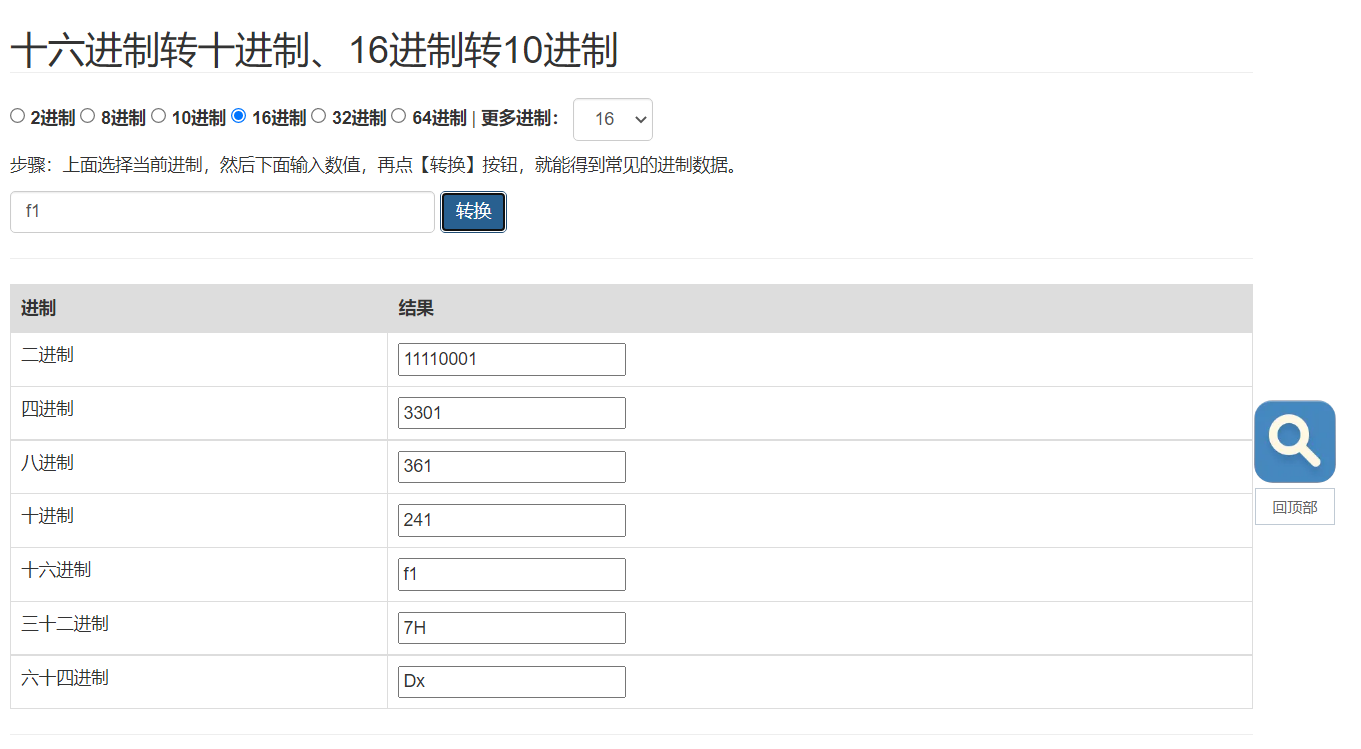 十六进制转十进制、16进制转10进制
2进制 8进制 10进制 16进制 32进制 64进制 | 更多进制： 16
步骤：上面选择当前进制，然后下面输入数值，再点【转换】按钮，就能得到常见的进制数据。
f1 转换
进制 结果
二进制 11110001
四进制 3301
八进制 361
十进制 241
十六进制 f1
三十二进制 7H
六十四进制 Dx
回顶部